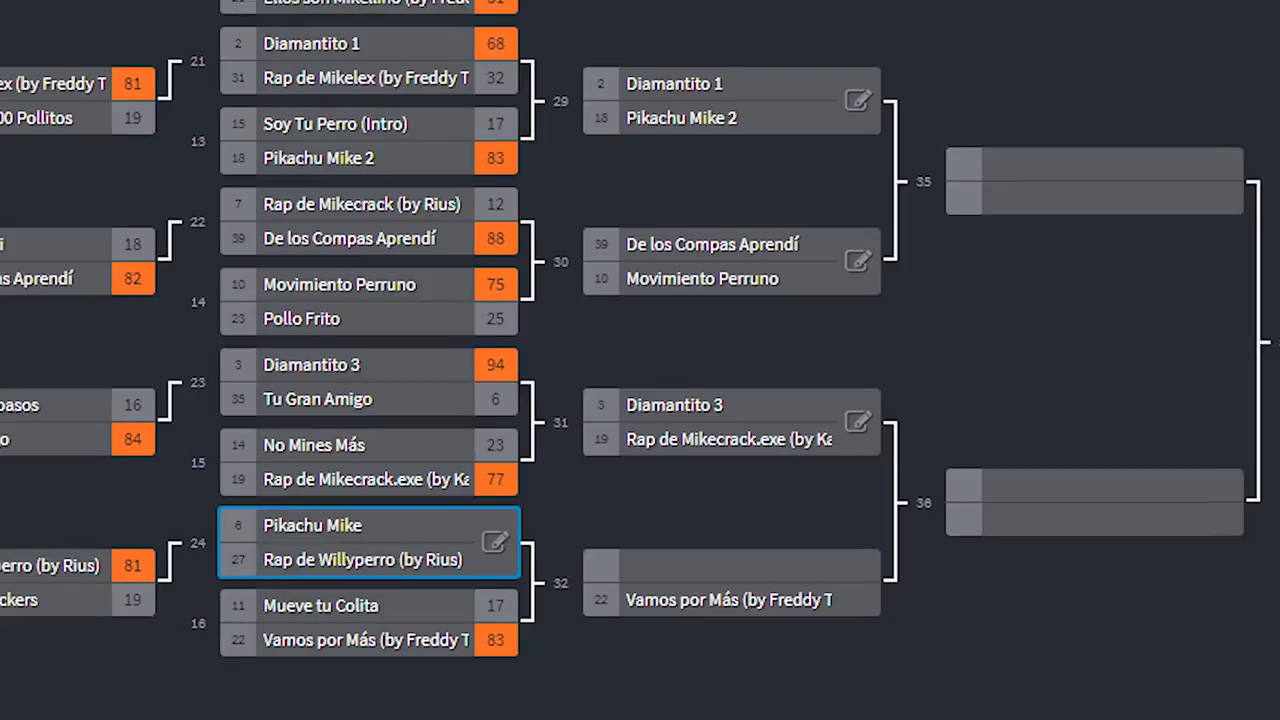 Diamantito 1 68
2
31 Rap de Mikelex (by Freddy T 32
21
ex (by Freddy T 81
00 Pollitos 19
13
15 Soy Tu Perro (Intro) 17
18 Pikachu Mike 2 83
29
2 Diamantito 1
18 Pikachu Mike 2
35
7 Rap de Mikecrack (by Rius) 12
39 De los Compas Aprendí 88
22
i 18
as Aprendí 82
14
10 Movimiento Perruno 75
23 Pollo Frito 25
30
39 De los Compas Aprendí
10 Movimiento Perruno
3 Diamantito 3 94
35 Tu Gran Amigo 6
23
pasos 16
o 84
15
14 No Mines Más 23
19 Rap de Mikecrack.exe (by Ka 77
31
3 Diamantito 3
19 Rap de Mikecrack.exe (by Ka
36
6 Pikachu Mike
27 Rap de Willyperro (by Rius)
24
erro (by Rius) 81
ckers 19
16
11 Mueve tu Colita 17
22 Vamos por Más (by Freddy T 83
32
22 Vamos por Más (by Freddy T